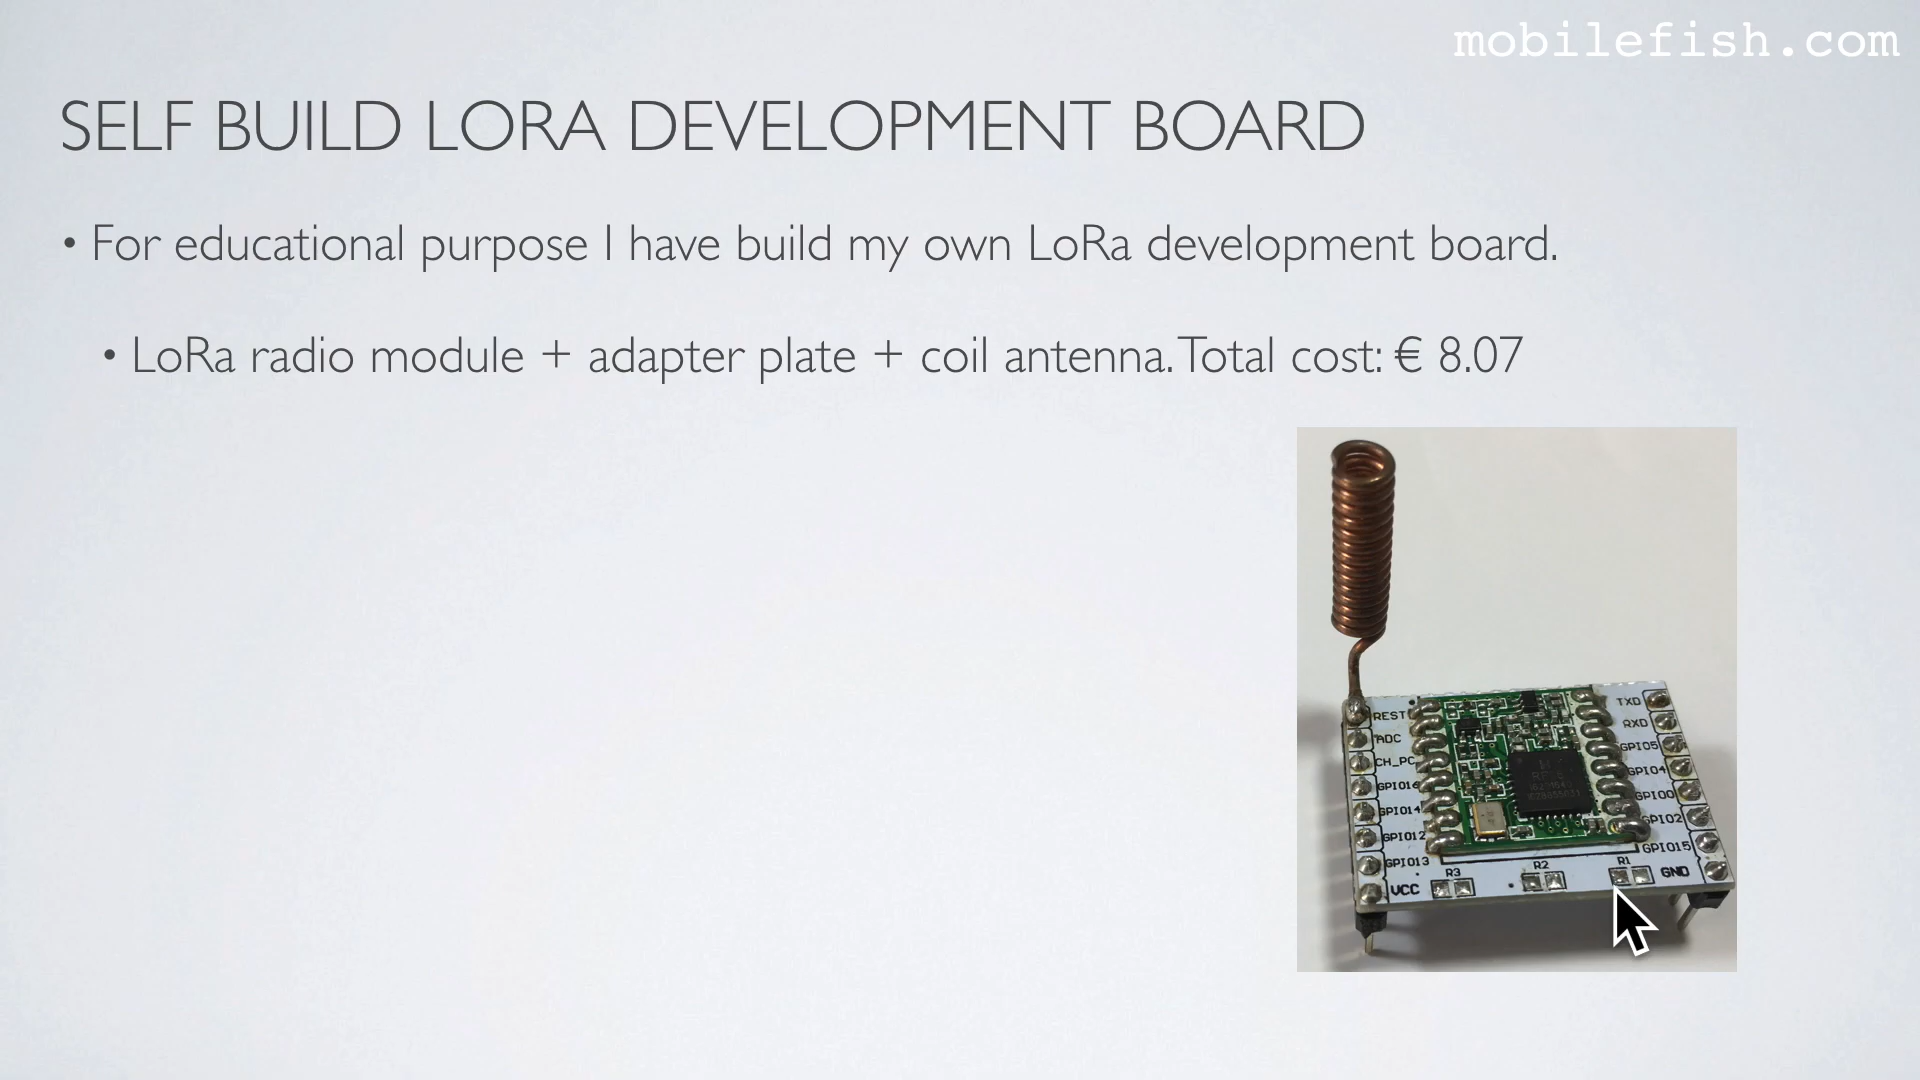 mobilefish.com
SELF BUILD LORA DEVELOPMENT BOARD
• For educational purpose I have build my own LoRa development board.
• LoRa radio module + adapter plate + coil antenna. Total cost: € 8.07
REST
TXD
ADC
RXD
CH_PC
GPIO5
GPIO16
GPIO4
GPIO14
GPIO0
GPIO12
GPIO2
GPIO13
GPIO15
VCC
R3
R2
R1
GND